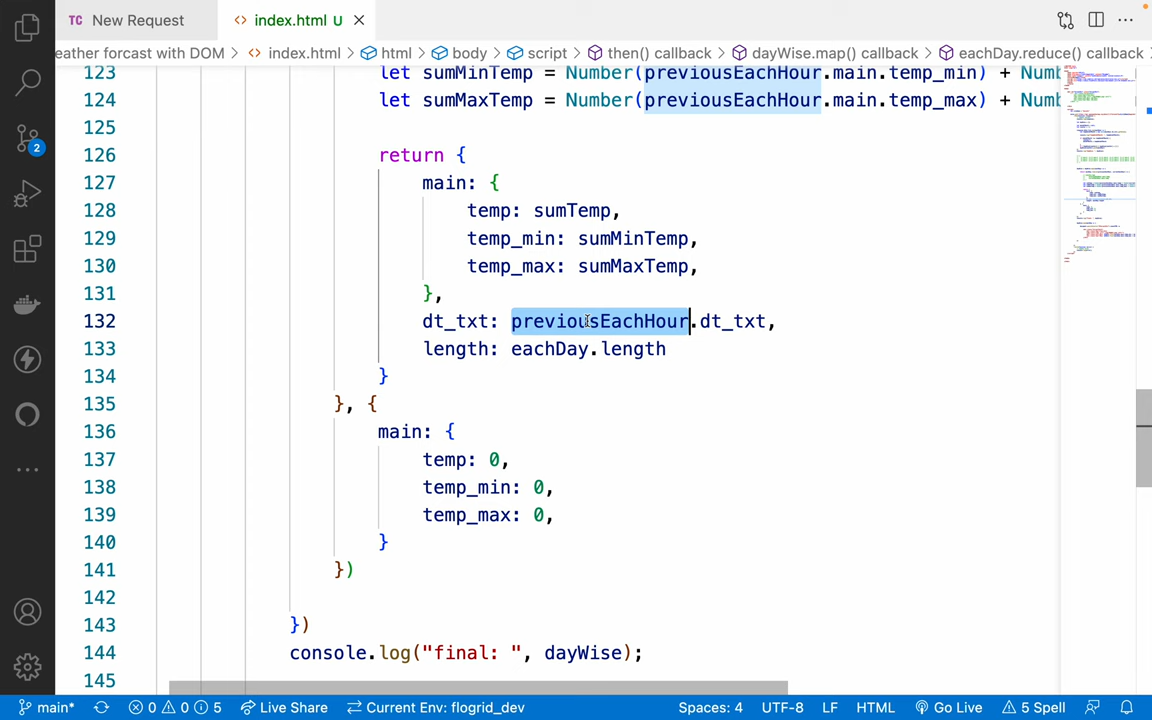 TC New Request
<> index.html U ×
eather forcast with DOM > <> index.html > html > body > script > then() callback > dayWise.map() callback > eachDay.reduce() callback >
123 let sumMinTemp = Number(previousEachHour.main.temp_min) + Numb
124 let sumMaxTemp = Number(previousEachHour.main.temp_max) + Numb
125
126 return {
127 main: {
128 temp: sumTemp,
129 temp_min: sumMinTemp,
130 temp_max: sumMaxTemp,
131 },
132 dt_txt: previousEachHour.dt_txt,
133 length: eachDay.length
134 }
135 }, {
136 main: {
137 temp: 0,
138 temp_min: 0,
139 temp_max: 0,
140 }
141 })
142
143 })
144 console.log("final: ", dayWise);
145
2
main* 0 0 5 Live Share Current Env: flogrid_dev Spaces: 4 UTF-8 LF HTML Go Live 5 Spell